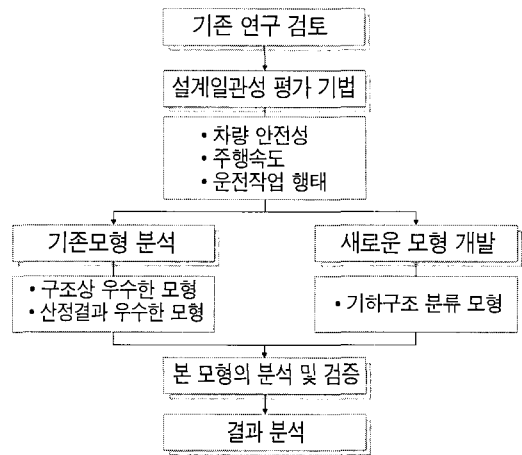 기존 연구 검토
설계일관성 평가 기법
• 차량 안전성
• 주행속도
• 운전작업 행태
기존모형 분석
• 구조상 우수한 모형
• 산정결과 우수한 모형
새로운 모형 개발
• 기하구조 분류 모형
본 모형의 분석 및 검증
결과 분석